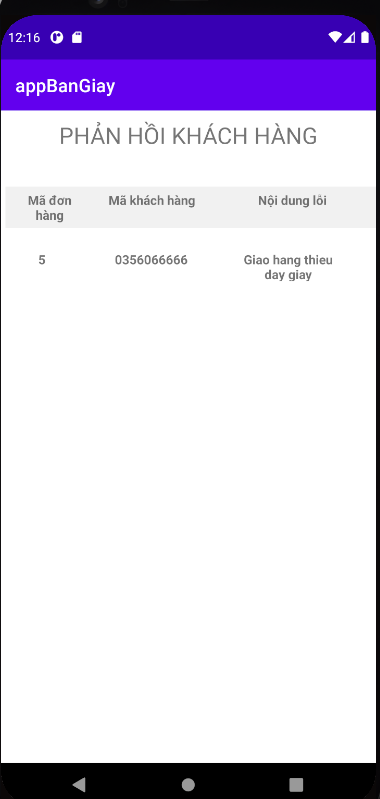 12:16
appBanGiay
PHẢN HỒI KHÁCH HÀNG
Mã đơn hàng Mã khách hàng Nội dung lỗi
5 0356066666 Giao hang thieu day giay